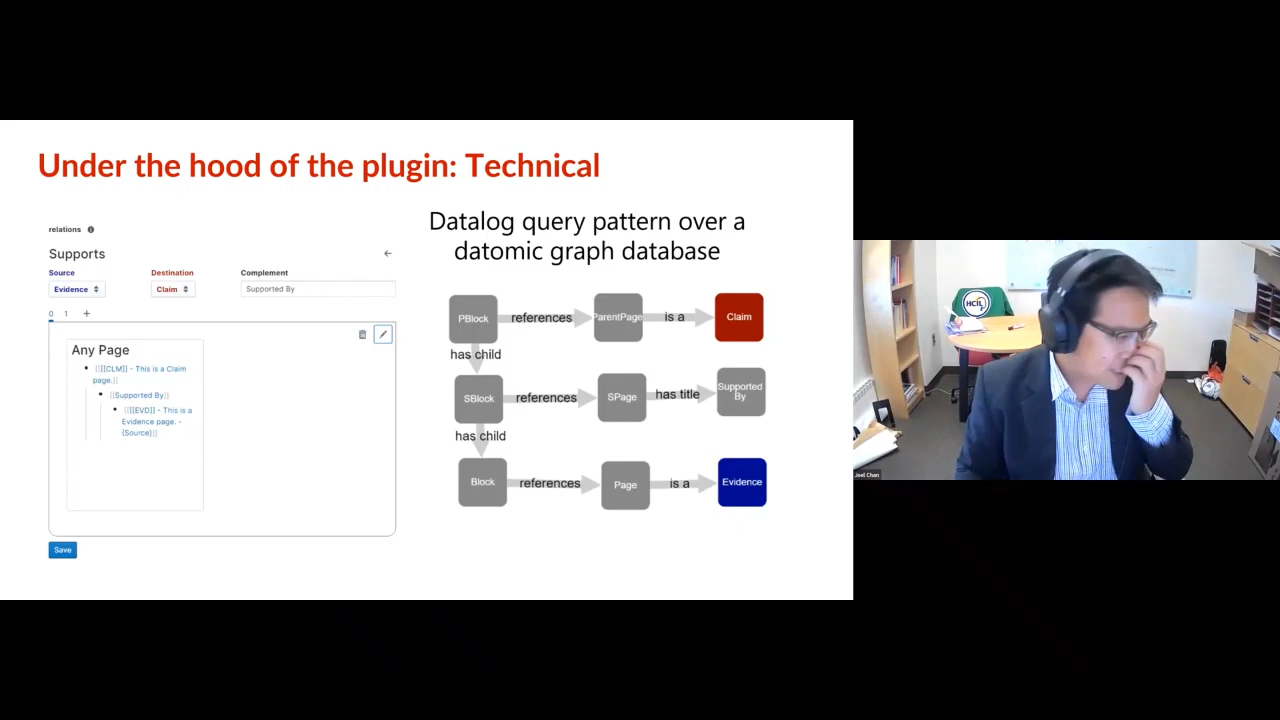 Under the hood of the plugin: Technical
relations
Supports
Source
Destination
Complement
Evidence
Claim
Supported By
0 1 +
Any Page
[[[[CLM]] - This is a Claim
page.]]
[[Supported By]]
[[[[EVD]] - This is a
Evidence page. -
{Source}]]
Save
Datalog query pattern over a
datomic graph database
PBlock
references
ParentPage
is a
Claim
has child
SBlock
references
SPage
has title
Supported
By
has child
Block
references
Page
is a
Evidence
HCIL
Joel Chan